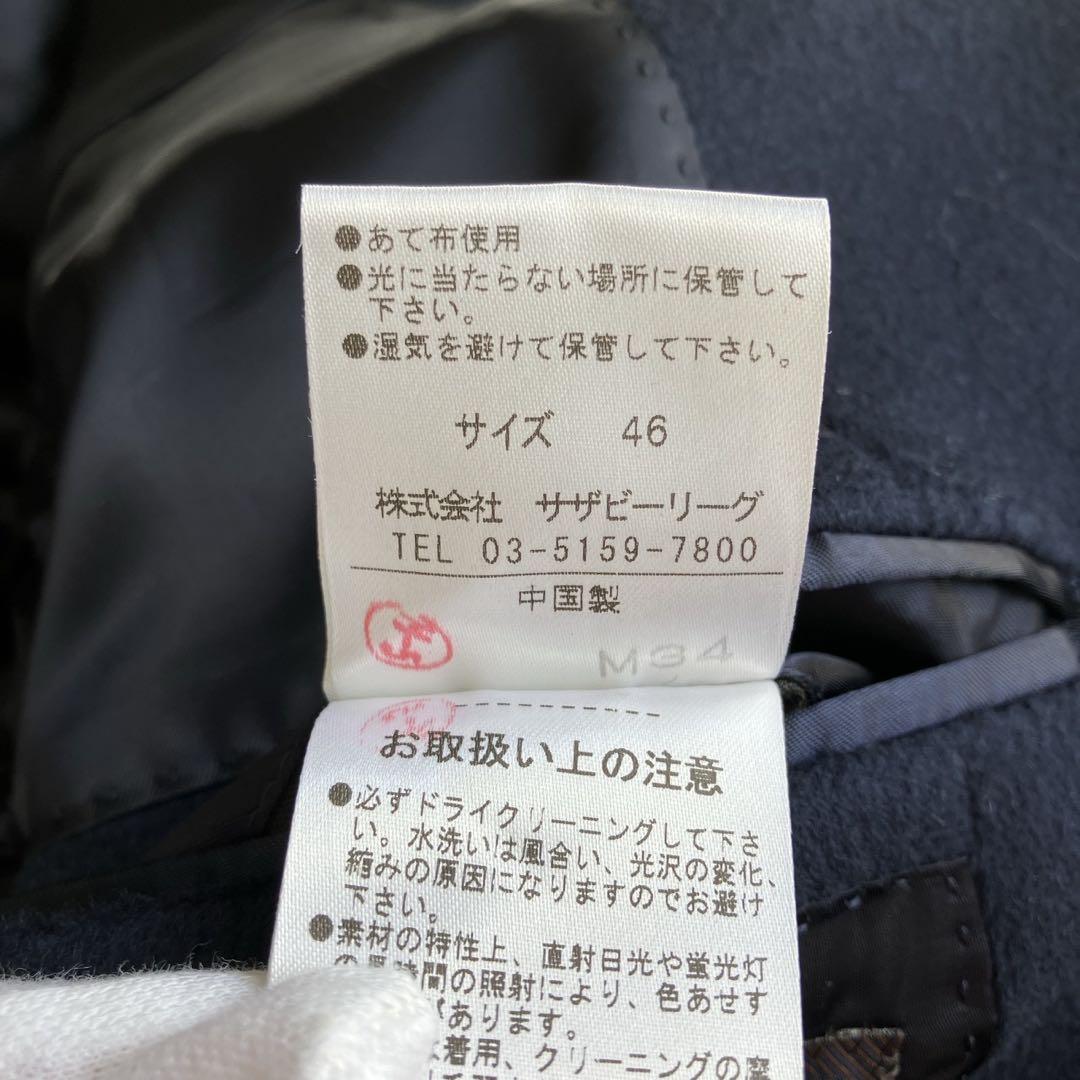 ●あて布使用
●光に当たらない場所に保管して
下さい。
●湿気を避けて保管して下さい。
サイズ 46
株式会社 サザビーリーグ
TEL 03-5159-7800
中国製
M34
お取扱い上の注意
●必ずドライクリーニングして下さ
い。水洗いは風合い、光沢の変化、
縮みの原因になりますのでお避け
下さい。
●素材の特性上、直射日光や蛍光灯
間の照射により、色あせす
があります。
着用、クリーニングの摩